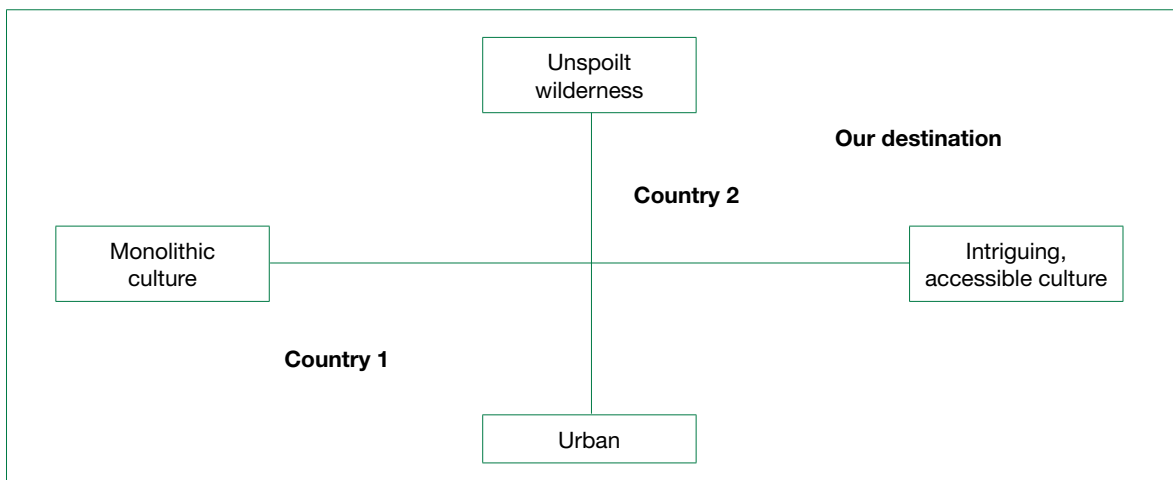 Unspoilt
wilderness
Our destination
Country 2
Monolithic
culture
Intriguing,
accessible culture
Country 1
Urban